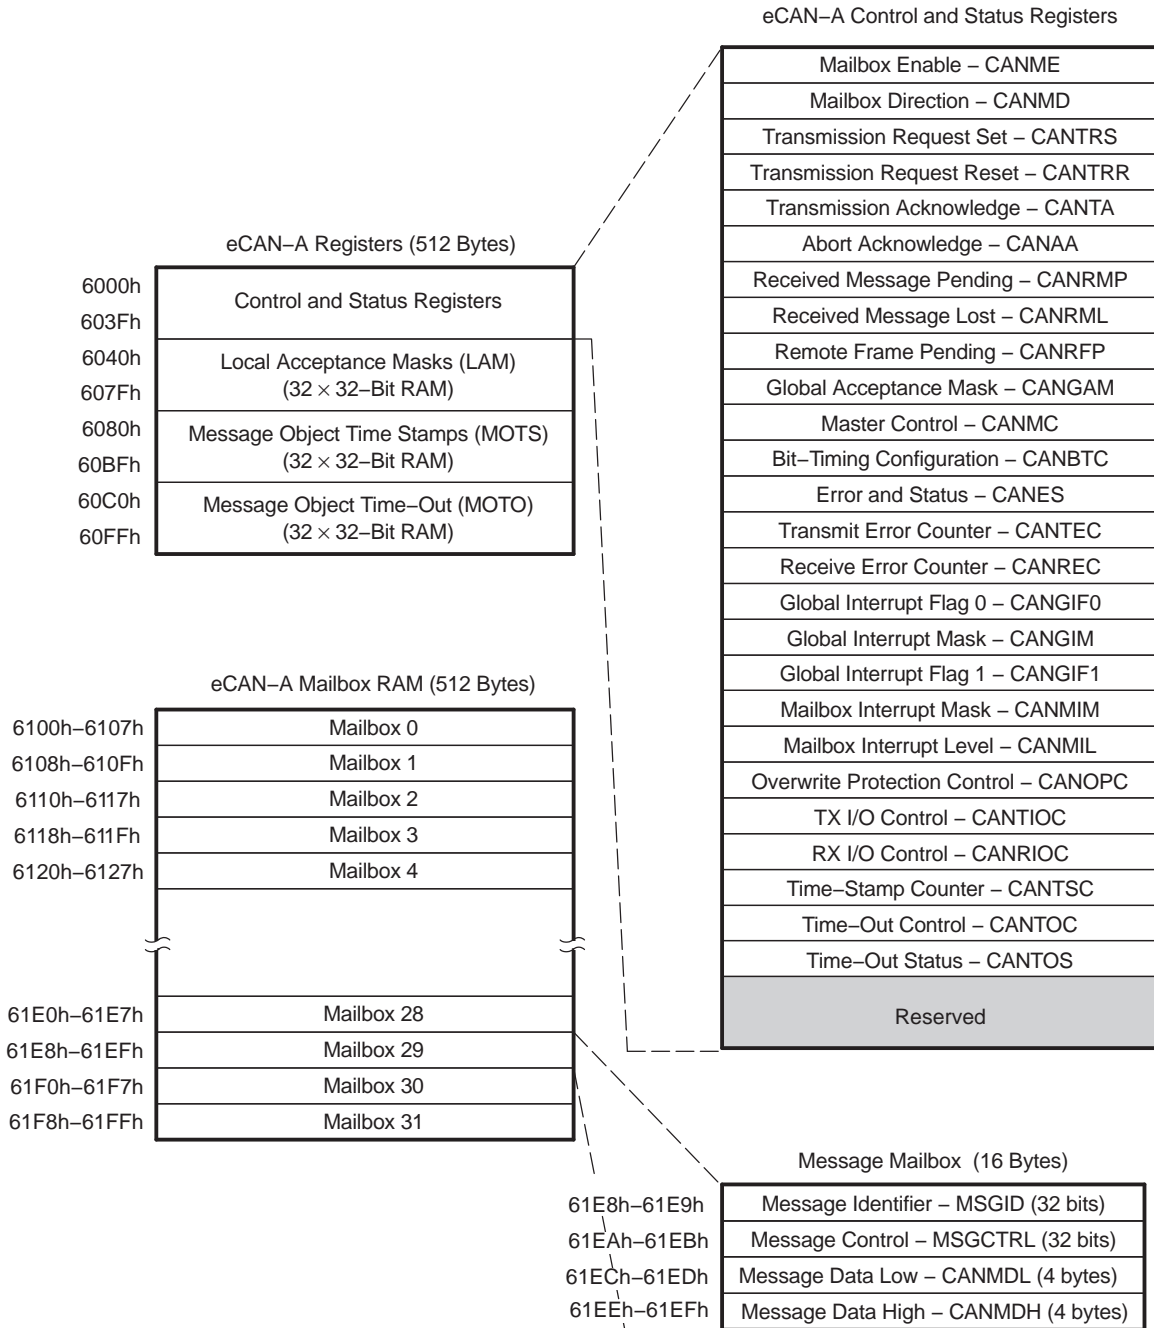 eCAN–A Control and Status Registers
Mailbox Enable – CANME
Mailbox Direction – CANMD
Transmission Request Set – CANTRS
Transmission Request Reset – CANTRR
Transmission Acknowledge – CANTA
Abort Acknowledge – CANAA
Received Message Pending – CANRMP
Received Message Lost – CANRML
Remote Frame Pending – CANRFP
Global Acceptance Mask – CANGAM
Master Control – CANMC
Bit–Timing Configuration – CANBTC
Error and Status – CANES
Transmit Error Counter – CANTEC
Receive Error Counter – CANREC
Global Interrupt Flag 0 – CANGIF0
Global Interrupt Mask – CANGIM
Global Interrupt Flag 1 – CANGIF1
Mailbox Interrupt Mask – CANMIM
Mailbox Interrupt Level – CANMIL
Overwrite Protection Control – CANOPC
TX I/O Control – CANTIOC
RX I/O Control – CANRIOC
Time–Stamp Counter – CANTSC
Time–Out Control – CANTOC
Time–Out Status – CANTOS
Reserved
eCAN–A Registers (512 Bytes)
6000h
Control and Status Registers
603Fh
6040h
Local Acceptance Masks (LAM)
(32 × 32–Bit RAM)
607Fh
6080h
Message Object Time Stamps (MOTS)
(32 × 32–Bit RAM)
60BFh
60C0h
Message Object Time–Out (MOTO)
(32 × 32–Bit RAM)
60FFh
eCAN–A Mailbox RAM (512 Bytes)
6100h–6107h Mailbox 0
6108h–610Fh Mailbox 1
6110h–6117h Mailbox 2
6118h–611Fh Mailbox 3
6120h–6127h Mailbox 4
61E0h–61E7h Mailbox 28
61E8h–61EFh Mailbox 29
61F0h–61F7h Mailbox 30
61F8h–61FFh Mailbox 31
Message Mailbox (16 Bytes)
61E8h–61E9h Message Identifier – MSGID (32 bits)
61EAh–61EBh Message Control – MSGCTRL (32 bits)
61ECh–61EDh Message Data Low – CANMDL (4 bytes)
61EEh–61EFh Message Data High – CANMDH (4 bytes)